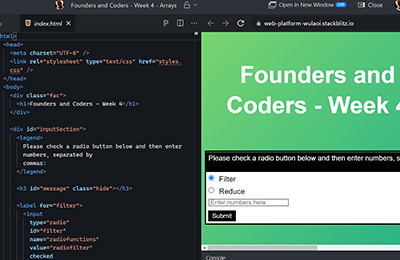 Founders and Coders - Week 4 - Arrays
Open in New Window
LIVE
Close
index.html
web-platform-wulaoi.stackblitz.io
html>
<head>
<meta charset="UTF-8" />
<link rel="stylesheet" type="text/css" href="styles.
css" />
</head>
<body>
<div class="fac">
<h1>Founders and Coders - Week 4</h1>
</div>
<div id="inputSection">
<legend>
Please check a radio button below and then enter
numbers, separated by
commas:
</legend>
<h3 id="message" class="hide"></h3>
<label for="filter">
<input
type="radio"
id="filter"
name="radiofunctions"
value="radiofilter"
checked
Founders and
Coders - Week 4
Please check a radio button below and then enter numbers, s
Filter
Reduce
Enter numbers here
Submit
Console